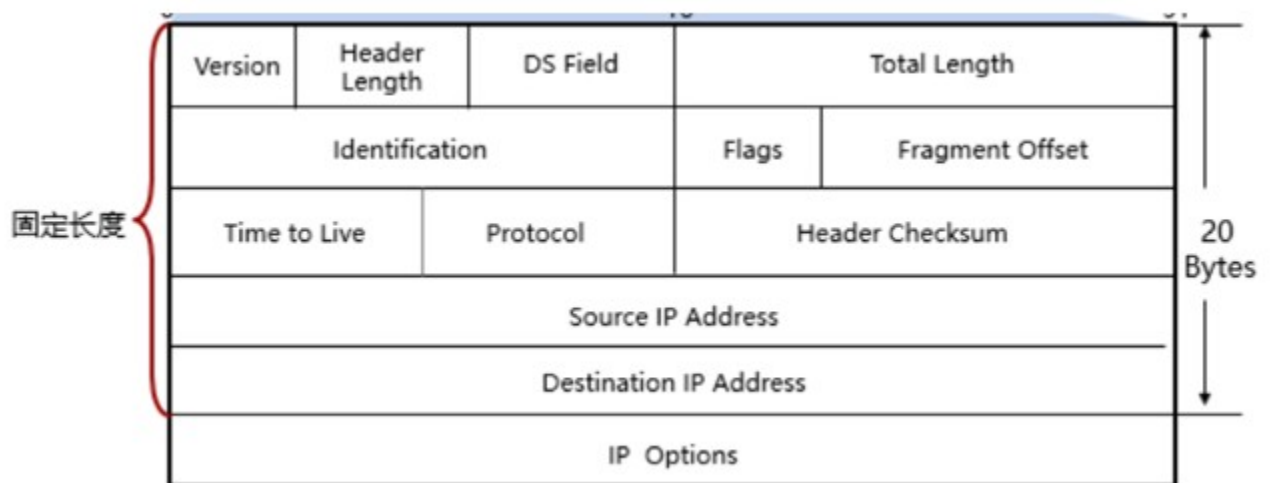 Version
Header
Length
DS Field
Total Length
Identification
Flags
Fragment Offset
固定长度
Time to Live
Protocol
Header Checksum
20
Bytes
Source IP Address
Destination IP Address
IP Options